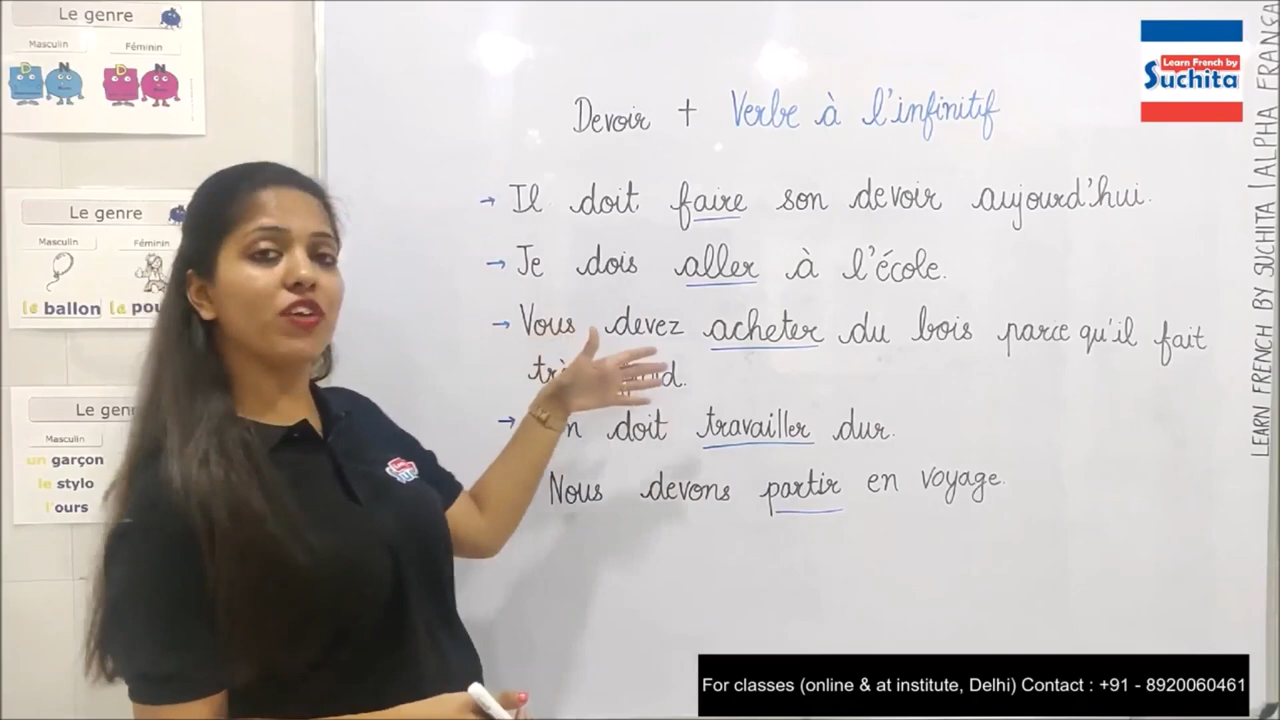 Le genre
Masculin Féminin
D N D N
Le genre
Masculin Féminin
le ballon la
Le genre
Masculin
un garçon
le stylo
l'ours
Devoir + Verbe à l'infinitif
→ Il doit faire son devoir aujourd'hui.
→ Je dois aller à l'école.
→ Vous devez acheter du bois parce qu'il fait
→ doit travailler dur.
Nous devons partir en voyage.
Learn French by
Suchita
LEARN FRENCH BY SUCHITA | ALPHA
For classes (online & at institute, Delhi) Contact : +91 - 8920060461